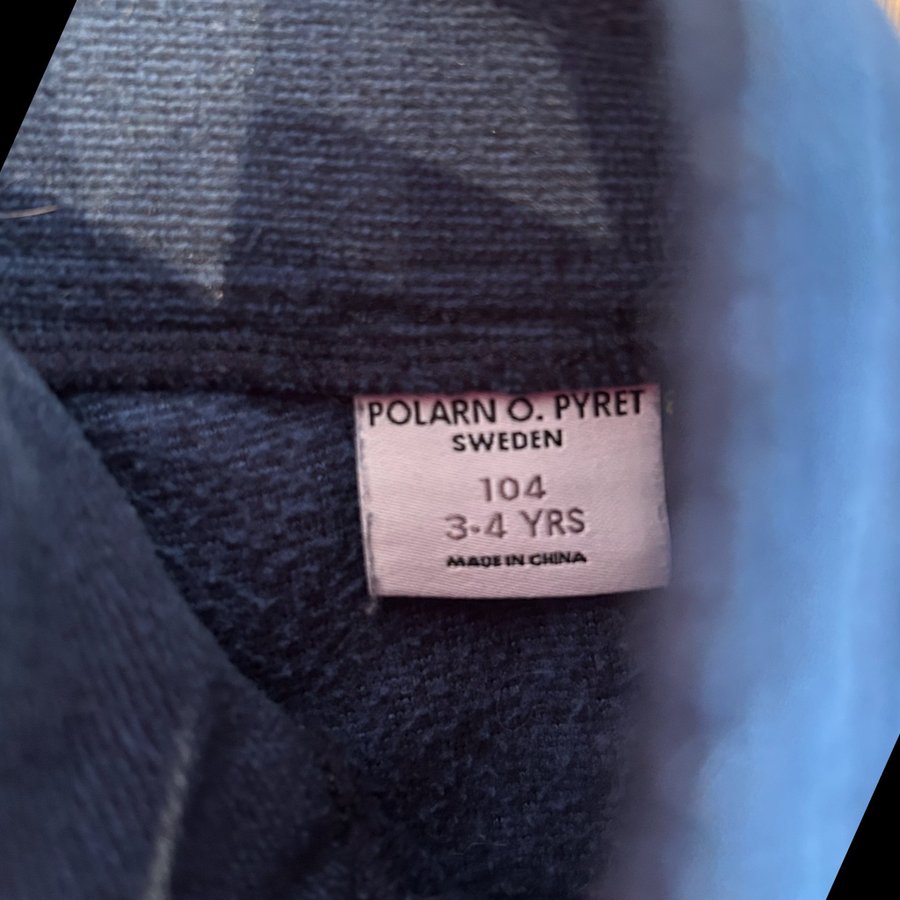 POLARN O. PYRET
SWEDEN
104
3-4 YRS
MADE IN CHINA